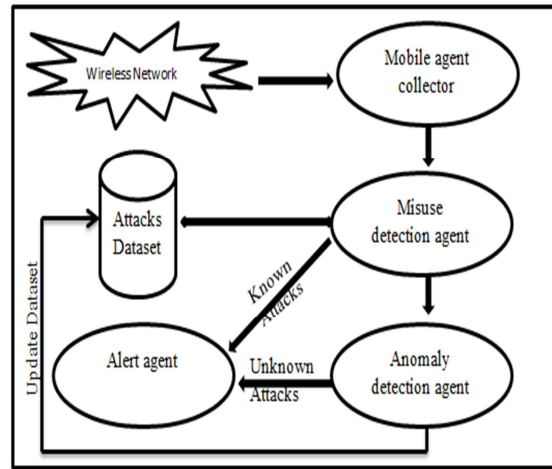 Wireless Network
Mobile agent
collector
Attacks
Dataset
Misuse
detection agent
Known
Attacks
Alert agent
Unknown
Attacks
Anomaly
detection agent
Update Dataset